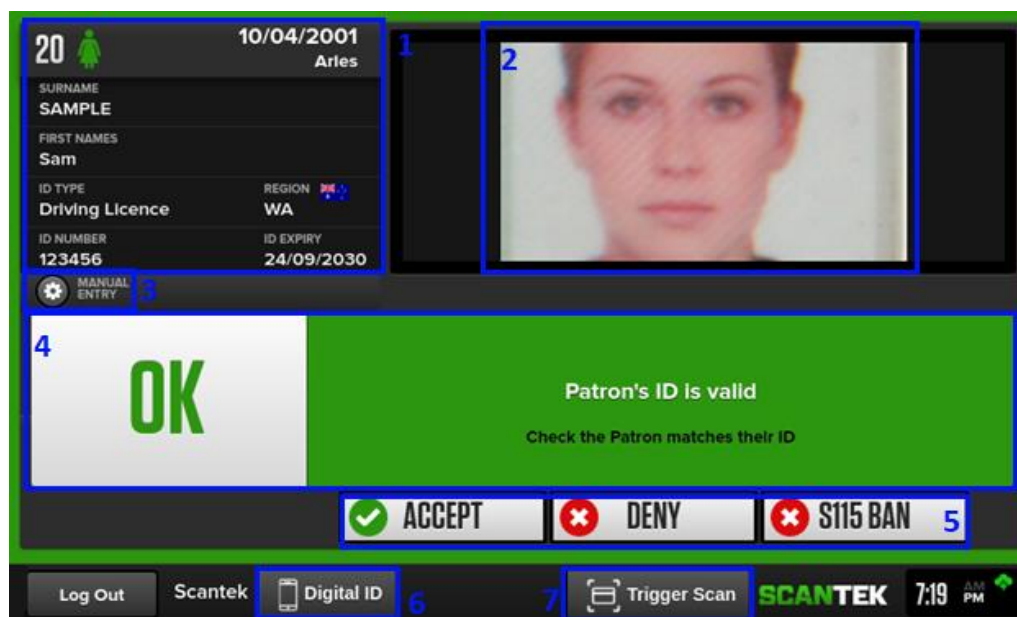 20
10/04/2001
Aries
1
2
SURNAME
SAMPLE
FIRST NAMES
Sam
ID TYPE
REGION
Driving Licence
WA
ID NUMBER
ID EXPIRY
123456
24/09/2030
MANUAL
ENTRY
3
4
OK
Patron's ID is valid
Check the Patron matches their ID
ACCEPT
DENY
S115 BAN
5
Log Out
Scantek
Digital ID
6
7
Trigger Scan
SCANTEK
7:19
AM
PM